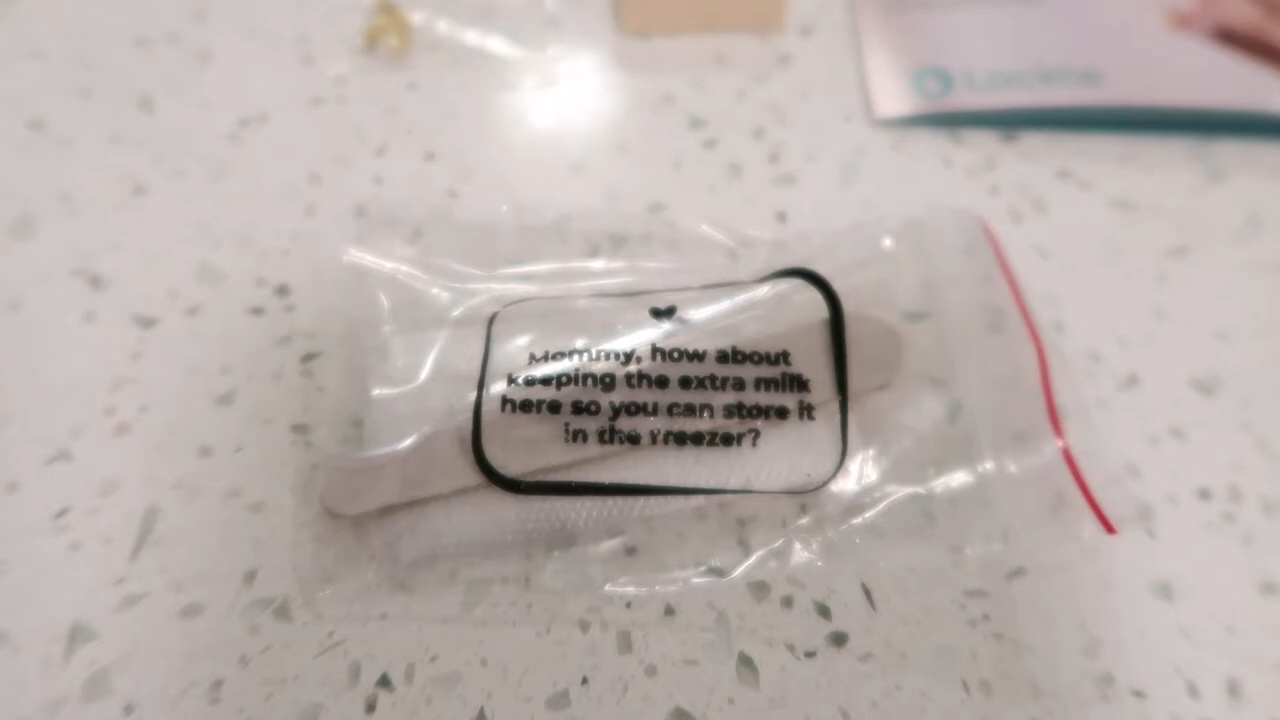 Mommy, how about
keeping the extra milk
here so you can store it
in the freezer?